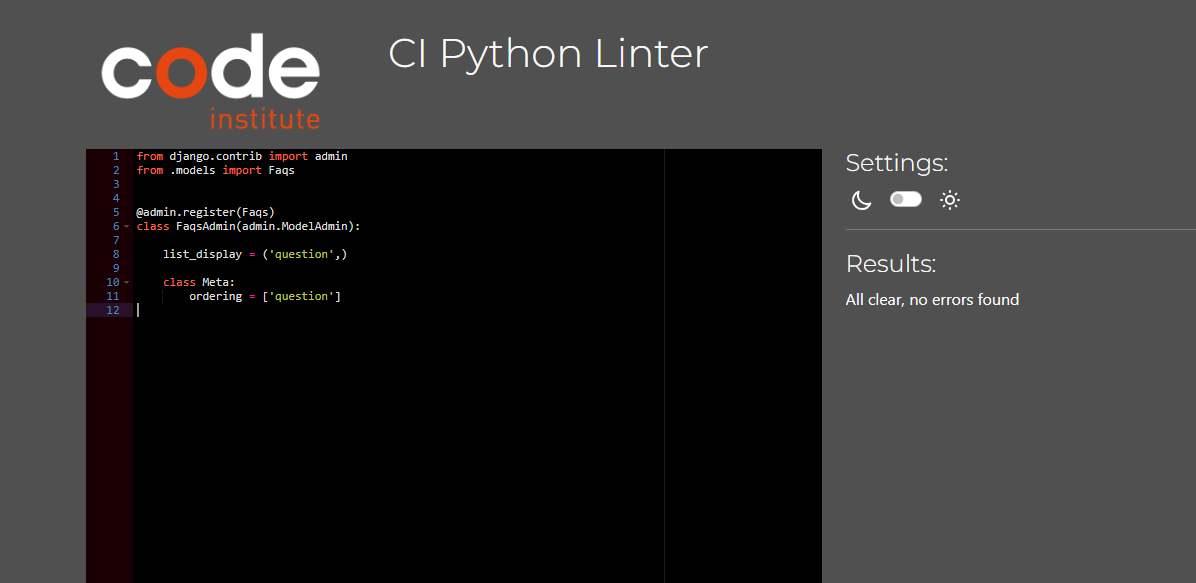 code
institute
CI Python Linter
1 from django.contrib import admin
2 from .models import Faqs
3
4
5 @admin.register(Faqs)
6 class FaqsAdmin(admin.ModelAdmin):
7
8     list_display = ('question',)
9
10     class Meta:
11         ordering = ['question']
12
Settings:
Results:
All clear, no errors found